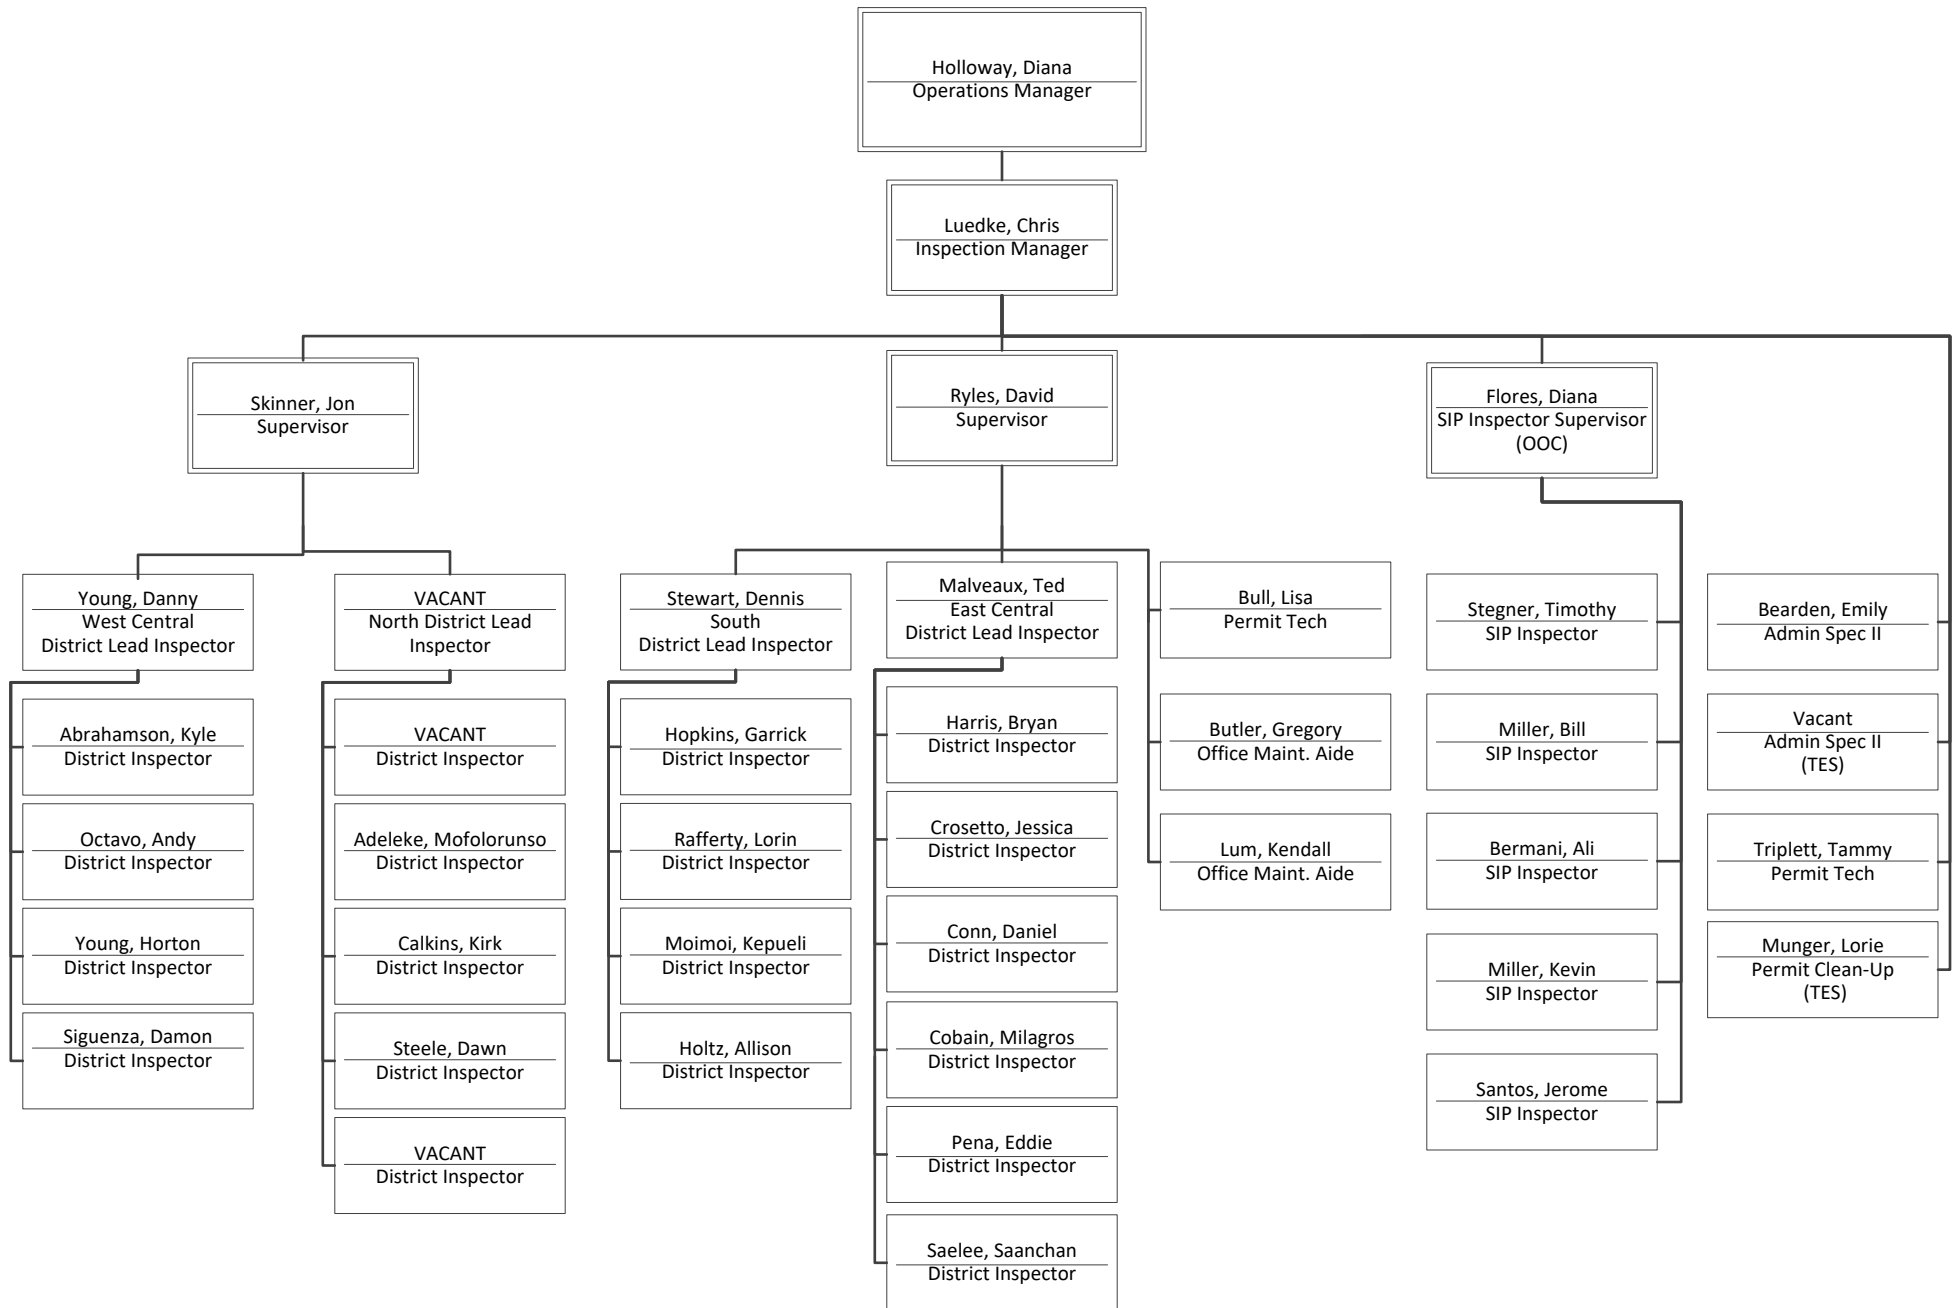 Holloway, Diana
Operations Manager
Luedke, Chris
Inspection Manager
Skinner, Jon
Supervisor
Ryles, David
Supervisor
Flores, Diana
SIP Inspector Supervisor
(OOC)
Young, Danny
West Central
District Lead Inspector
Abrahamson, Kyle
District Inspector
Octavo, Andy
District Inspector
Young, Horton
District Inspector
Siguenza, Damon
District Inspector
VACANT
North District Lead
Inspector
VACANT
District Inspector
Adeleke, Mofolorunso
District Inspector
Calkins, Kirk
District Inspector
Steele, Dawn
District Inspector
VACANT
District Inspector
Stewart, Dennis
South
District Lead Inspector
Hopkins, Garrick
District Inspector
Rafferty, Lorin
District Inspector
Moimoi, Kepueli
District Inspector
Holtz, Allison
District Inspector
Malveaux, Ted
East Central
District Lead Inspector
Harris, Bryan
District Inspector
Crosetto, Jessica
District Inspector
Conn, Daniel
District Inspector
Cobain, Milagros
District Inspector
Pena, Eddie
District Inspector
Saelee, Saanchan
District Inspector
Bull, Lisa
Permit Tech
Butler, Gregory
Office Maint. Aide
Lum, Kendall
Office Maint. Aide
Stegner, Timothy
SIP Inspector
Miller, Bill
SIP Inspector
Bermani, Ali
SIP Inspector
Miller, Kevin
SIP Inspector
Santos, Jerome
SIP Inspector
Bearden, Emily
Admin Spec II
Vacant
Admin Spec II
(TES)
Triplett, Tammy
Permit Tech
Munger, Lorie
Permit Clean-Up
(TES)